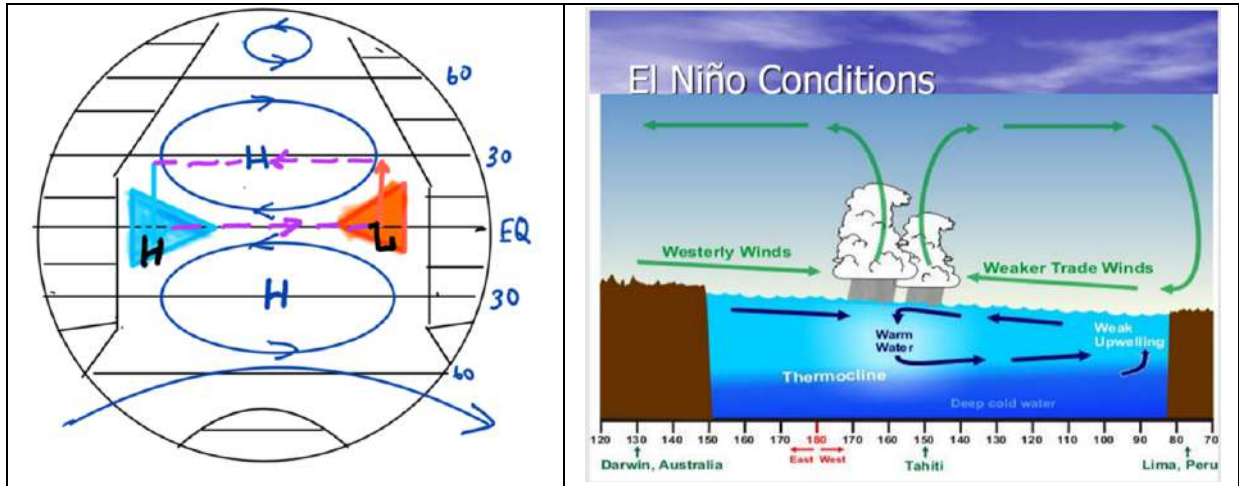 60
H
30
H
L
EQ
H
30
60
El Niño Conditions
Westerly Winds
Weaker Trade Winds
Warm
Water
Weak
Upwelling
Thermocline
Deep cold water
120 130 140 150 160 170 180 170 160 150 140 130 120 110 100 90 80 70
East West
Darwin, Australia
Tahiti
Lima, Peru